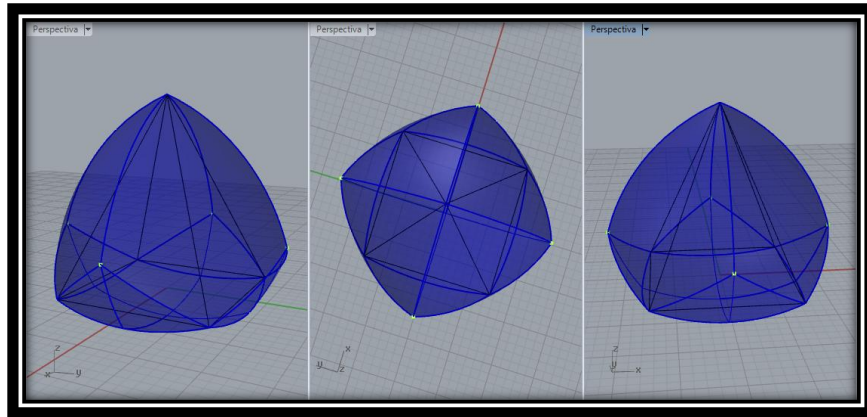 Perspectiva
Perspectiva
Perspectiva
z
x y
x
y
z
z
y x